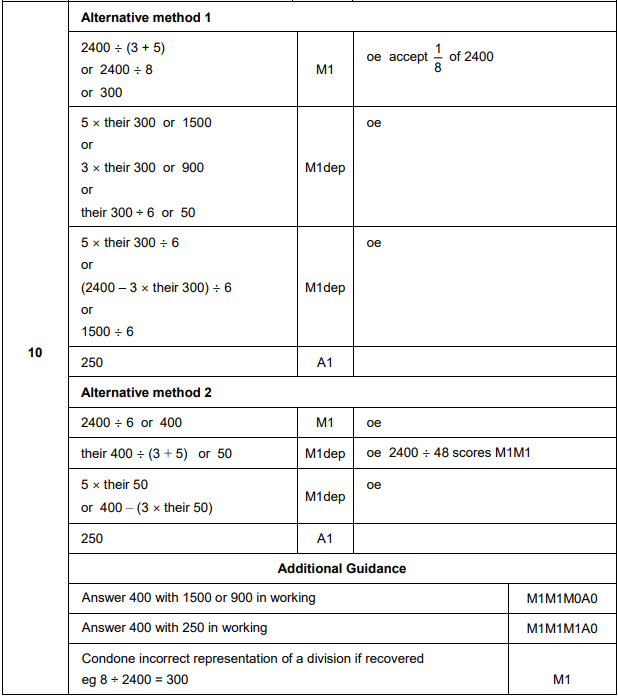 Alternative method 1
2400 ÷ (3 + 5)
or 2400 ÷ 8
or 300
M1
oe accept 1/8 of 2400
5 × their 300 or 1500
or
3 × their 300 or 900
or
their 300 ÷ 6 or 50
M1dep
oe
5 × their 300 ÷ 6
or
(2400 – 3 × their 300) ÷ 6
or
1500 ÷ 6
M1dep
oe
10
250
A1
Alternative method 2
2400 ÷ 6 or 400
M1
oe
their 400 ÷ (3 + 5) or 50
M1dep
oe 2400 ÷ 48 scores M1M1
5 × their 50
or 400 – (3 × their 50)
M1dep
oe
250
A1
Additional Guidance
Answer 400 with 1500 or 900 in working
M1M1M0A0
Answer 400 with 250 in working
M1M1M1A0
Condone incorrect representation of a division if recovered
eg 8 ÷ 2400 = 300
M1